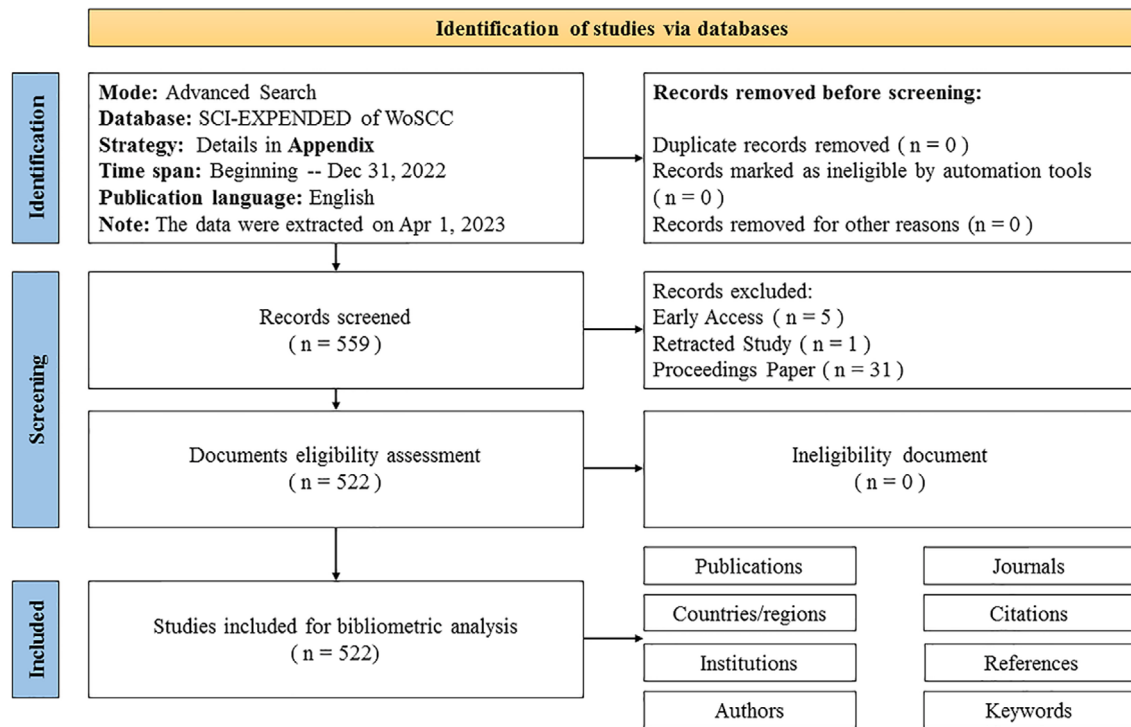 Identification of studies via databases
Identification
Mode: Advanced Search
Database: SCI-EXPENDED of WoSCC
Strategy: Details in Appendix
Time span: Beginning -- Dec 31, 2022
Publication language: English
Note: The data were extracted on Apr 1, 2023
Records removed before screening:
Duplicate records removed ( n = 0 )
Records marked as ineligible by automation tools
( n = 0 )
Records removed for other reasons (n = 0 )
Screening
Records screened
( n = 559 )
Records excluded:
Early Access ( n = 5 )
Retracted Study ( n = 1 )
Proceedings Paper ( n = 31 )
Documents eligibility assessment
( n = 522 )
Ineligibility document
( n = 0 )
Included
Studies included for bibliometric analysis
( n = 522)
Publications
Journals
Countries/regions
Citations
Institutions
References
Authors
Keywords